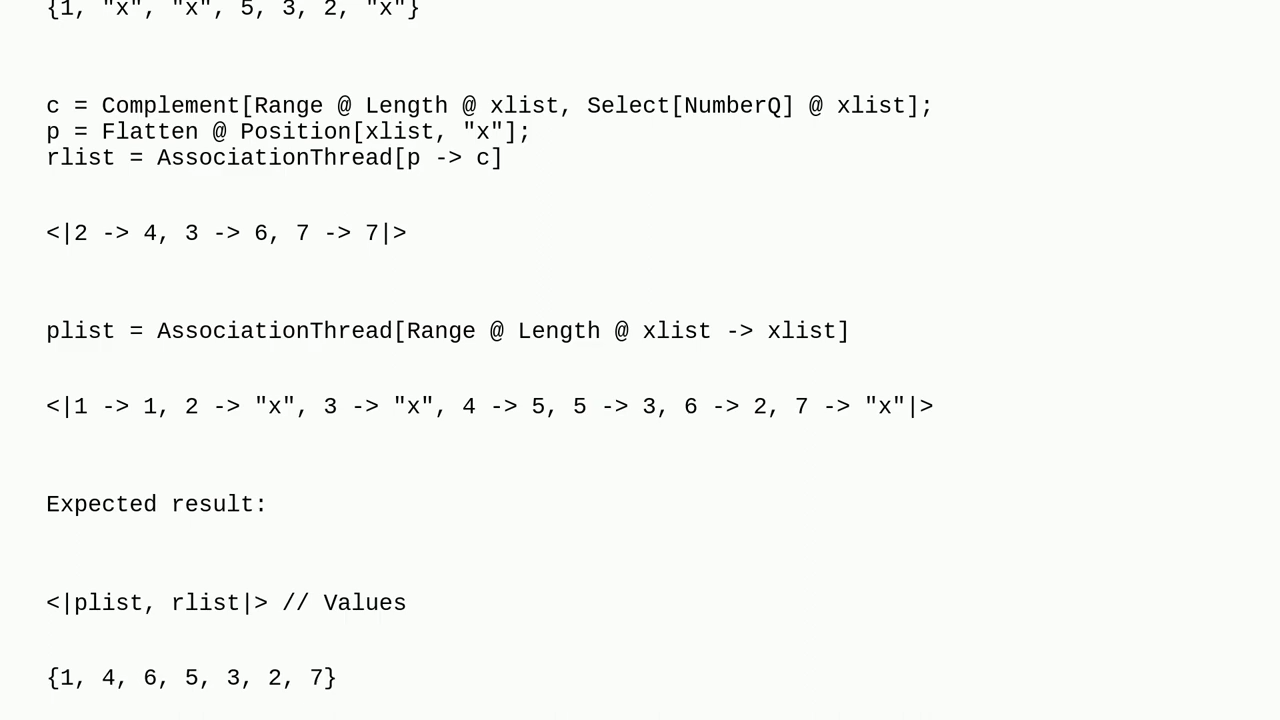 {1, "x", "x", 5, 3, 2, "x"}
c = Complement[Range @ Length @ xlist, Select[NumberQ] @ xlist];
p = Flatten @ Position[xlist, "x"];
rlist = AssociationThread[p -> c]
<|2 -> 4, 3 -> 6, 7 -> 7|>
plist = AssociationThread[Range @ Length @ xlist -> xlist]
<|1 -> 1, 2 -> "x", 3 -> "x", 4 -> 5, 5 -> 3, 6 -> 2, 7 -> "x"|>
Expected result:
<|plist, rlist|> // Values
{1, 4, 6, 5, 3, 2, 7}